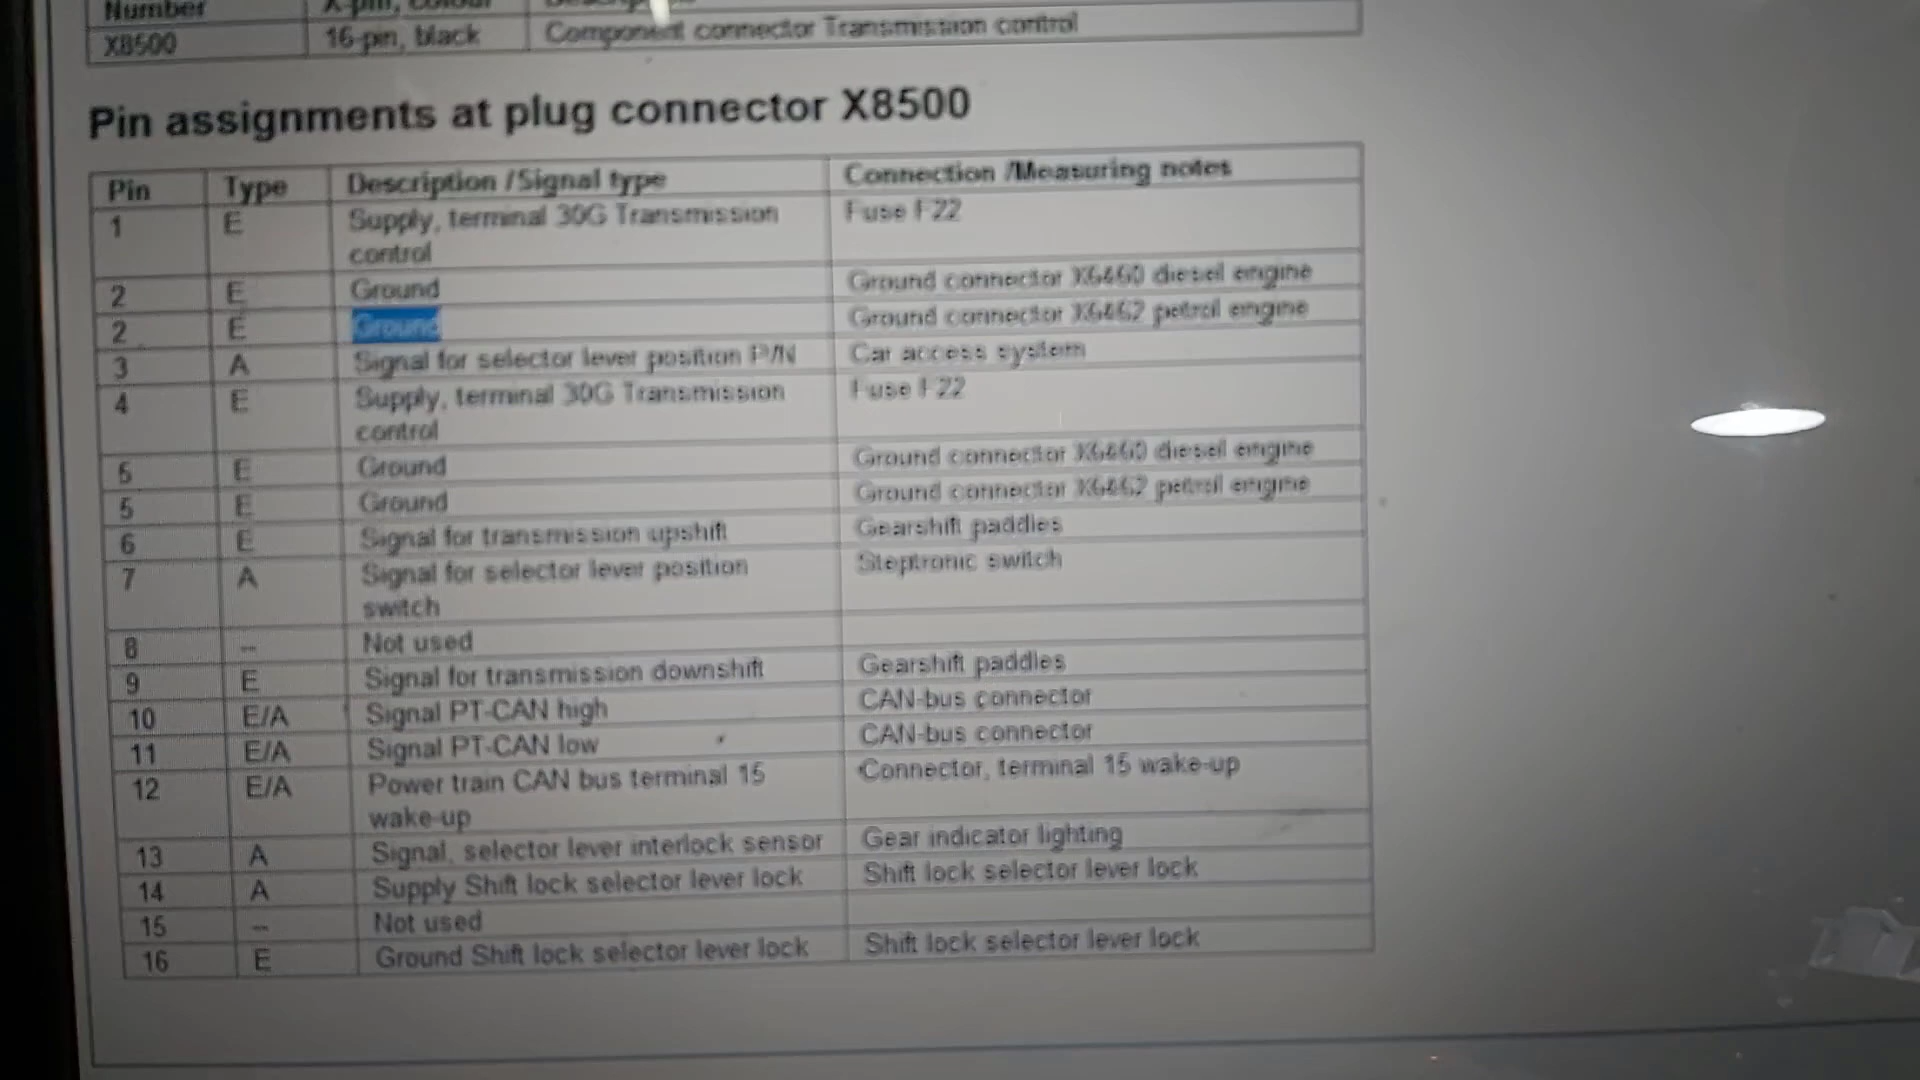 Number X-pin, colour
X8500 16-pin, black Component connector Transmission control
Pin assignments at plug connector X8500
Pin Type Description /Signal type Connection /Measuring notes
1 E Supply, terminal 30G Transmission Fuse F22
control
2 E Ground Ground connector X6460 diesel engine
2 E Ground Ground connector X6462 petrol engine
3 A Signal for selector lever position P/N Car access system
4 E Supply, terminal 30G Transmission Fuse F22
control
5 E Ground Ground connector X6460 diesel engine
5 E Ground Ground connector X6462 petrol engine
6 E Signal for transmission upshift Gearshift paddles
7 A Signal for selector lever position Steptronic switch
switch
8 -- Not used
9 E Signal for transmission downshift Gearshift paddles
10 E/A Signal PT-CAN high CAN-bus connector
11 E/A Signal PT-CAN low CAN-bus connector
12 E/A Power train CAN bus terminal 15 Connector, terminal 15 wake-up
wake-up
13 A Signal, selector lever interlock sensor Gear indicator lighting
14 A Supply Shift lock selector lever lock Shift lock selector lever lock
15 -- Not used
16 E Ground Shift lock selector lever lock Shift lock selector lever lock